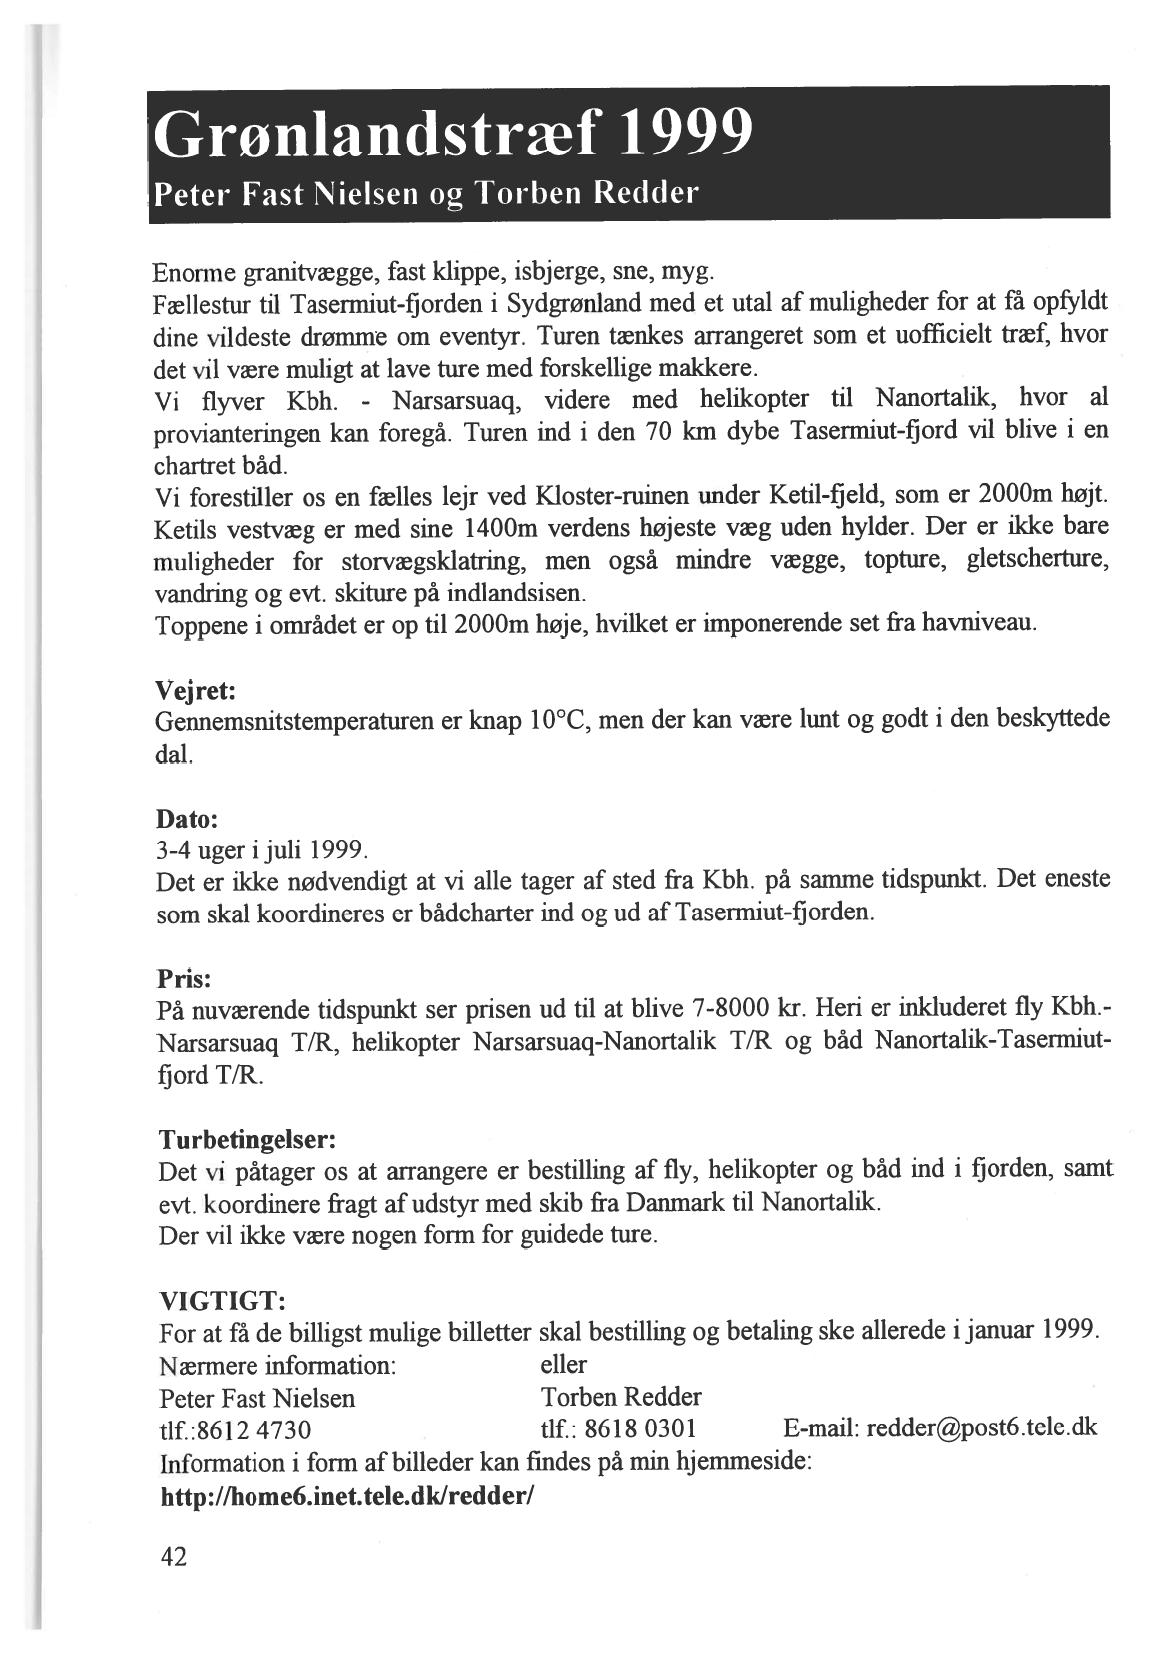 Grønlandstræf 1999
Peter Fast Nielsen og Torben Redder
Enorme granitvægge, fast klippe, isbjerge, sne, myg.
Fællestur til Tasermiut-fjorden i Sydgrønland med et utal af muligheder for at få opfyldt
dine vildeste drømme om eventyr. Turen tænkes arrangeret som et uofficielt træf, hvor
det vil være muligt at lave ture med forskellige makkere.
Vi flyver Kbh. - Narsarsuaq, videre med helikopter til Nanortalik, hvor al
provianteringen kan foregå. Turen ind i den 70 km dybe Tasermiut-fjord vil blive i en
chartret båd.
Vi forestiller os en fælles lejr ved Kloster-ruinen under Ketil-fjeld, som er 2000m højt.
Ketils vestvæg er med sine 1400m verdens højeste væg uden hylder. Der er ikke bare
muligheder for storvægsklatring, men også mindre vægge, topture, gletscherture,
vandring og evt. skiture på indlandsisen.
Toppene i området er op til 2000m høje, hvilket er imponerende set fra havniveau.
Vejret:
Gennemsnitstemperaturen er knap 10°C, men der kan være lunt og godt i den beskyttede
dal.
Dato:
3-4 uger i juli 1999.
Det er ikke nødvendigt at vi alle tager af sted fra Kbh. på samme tidspunkt. Det eneste
som skal koordineres er bådcharter ind og ud af Tasermiut-fjorden.
Pris:
På nuværende tidspunkt ser prisen ud til at blive 7-8000 kr. Heri er inkluderet fly Kbh.-
Narsarsuaq T/R, helikopter Narsarsuaq-Nanortalik T/R og båd Nanortalik-Tasermiut-
fjord T/R.
Turbetingelser:
Det vi påtager os at arrangere er bestilling af fly, helikopter og båd ind i fjorden, samt
evt. koordinere fragt af udstyr med skib fra Danmark til Nanortalik.
Der vil ikke være nogen form for guidede ture.
VIGTIGT:
For at få de billigst mulige billetter skal bestilling og betaling ske allerede i januar 1999.
Nærmere information: eller
Peter Fast Nielsen Torben Redder
tlf.:8612 4730 tlf.: 8618 0301 E-mail: redder@post6.tele.dk
Information i form af billeder kan findes på min hjemmeside:
http://home6.inet.tele.dk/redder/
42